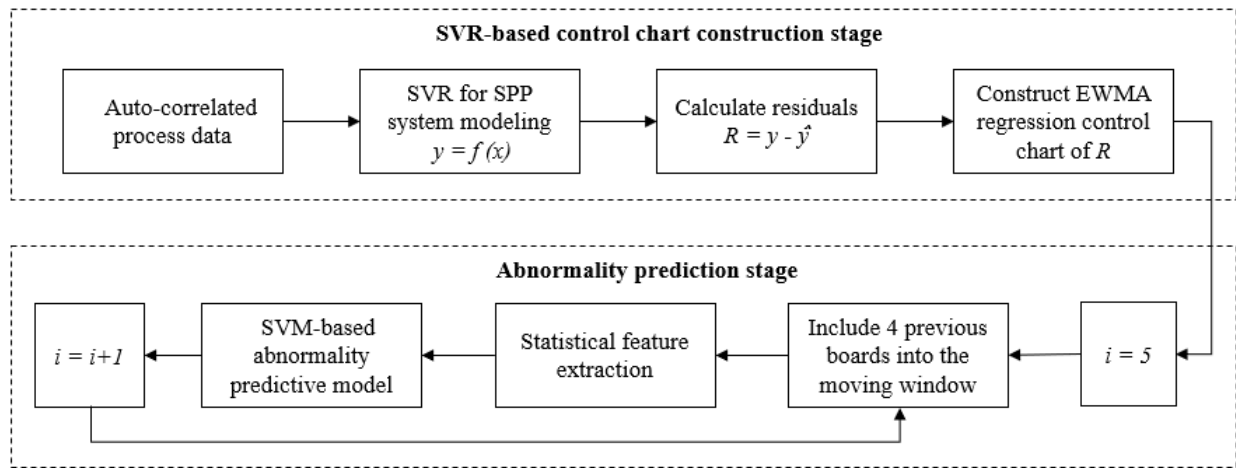 SVR-based control chart construction stage
Auto-correlated
process data
SVR for SPP
system modeling
y = f (x)
Calculate residuals
R = y - ŷ
Construct EWMA
regression control
chart of R
Abnormality prediction stage
i = i+1
SVM-based
abnormality
predictive model
Statistical feature
extraction
Include 4 previous
boards into the
moving window
i = 5